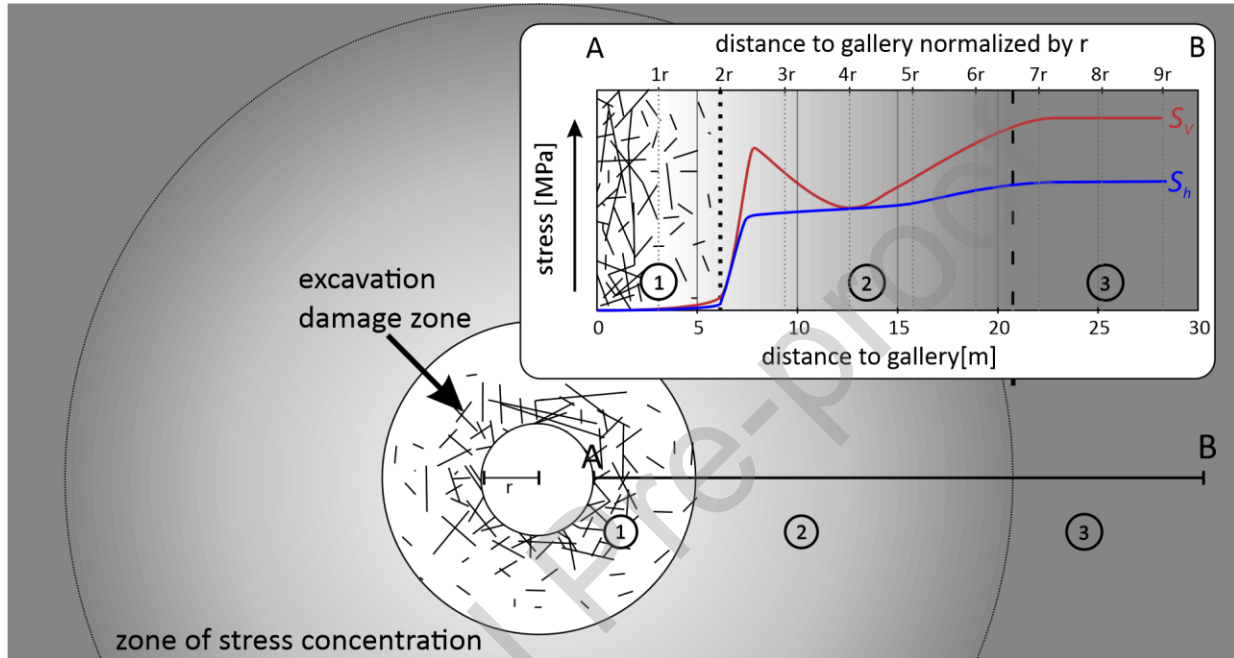 A
distance to gallery normalized by r
B
1r 2r 3r 4r 5r 6r 7r 8r 9r
stress [MPa]
Sv
Sh
1
2
3
0 5 10 15 20 25 30
distance to gallery[m]
excavation
damage zone
A
B
r
1
2
3
zone of stress concentration
Pre-proof